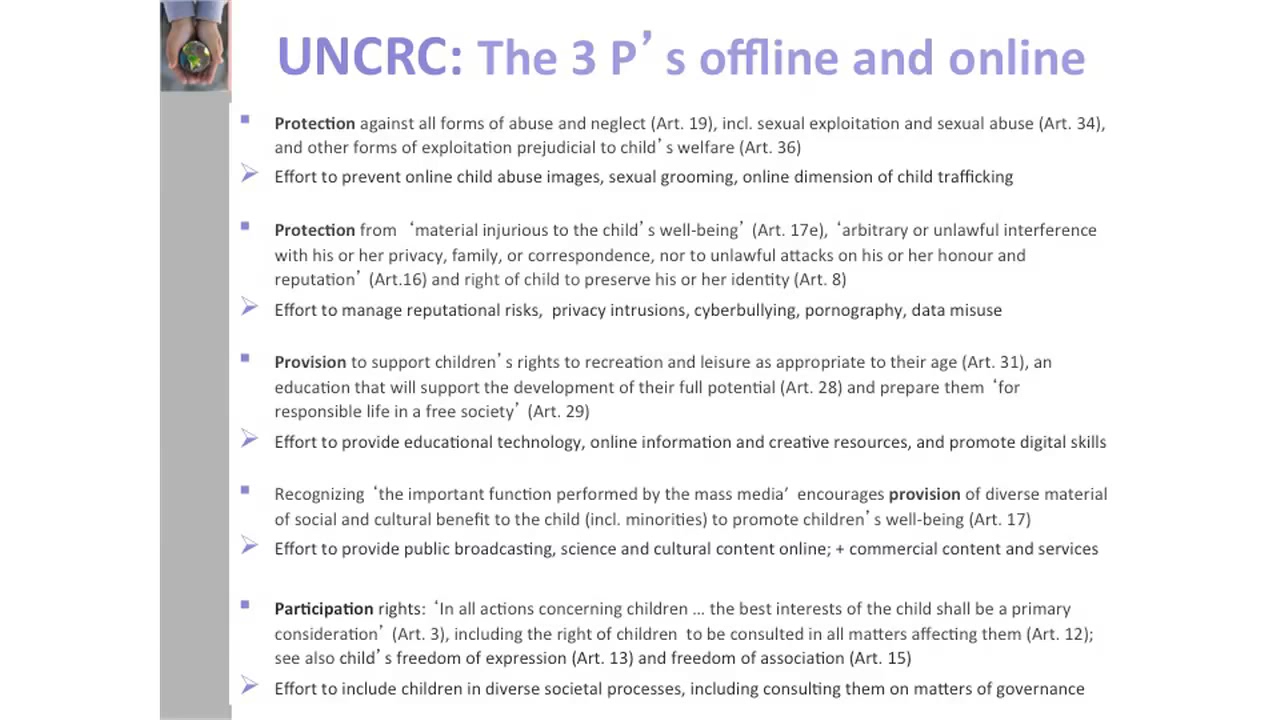 UNCRC: The 3 P’s offline and online
▪ Protection against all forms of abuse and neglect (Art. 19), incl. sexual exploitation and sexual abuse (Art. 34),
and other forms of exploitation prejudicial to child’s welfare (Art. 36)
➢ Effort to prevent online child abuse images, sexual grooming, online dimension of child trafficking
▪ Protection from ‘material injurious to the child’s well-being’ (Art. 17e), ‘arbitrary or unlawful interference
with his or her privacy, family, or correspondence, nor to unlawful attacks on his or her honour and
reputation’ (Art.16) and right of child to preserve his or her identity (Art. 8)
➢ Effort to manage reputational risks, privacy intrusions, cyberbullying, pornography, data misuse
▪ Provision to support children’s rights to recreation and leisure as appropriate to their age (Art. 31), an
education that will support the development of their full potential (Art. 28) and prepare them ‘for
responsible life in a free society’ (Art. 29)
➢ Effort to provide educational technology, online information and creative resources, and promote digital skills
▪ Recognizing ‘the important function performed by the mass media’ encourages provision of diverse material
of social and cultural benefit to the child (incl. minorities) to promote children’s well-being (Art. 17)
➢ Effort to provide public broadcasting, science and cultural content online; + commercial content and services
▪ Participation rights: ‘In all actions concerning children ... the best interests of the child shall be a primary
consideration’ (Art. 3), including the right of children to be consulted in all matters affecting them (Art. 12);
see also child’s freedom of expression (Art. 13) and freedom of association (Art. 15)
➢ Effort to include children in diverse societal processes, including consulting them on matters of governance